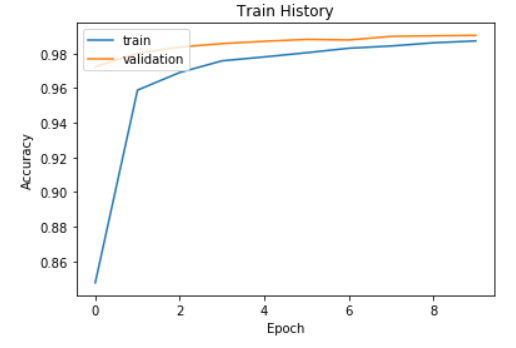 Train History
train
validation
0.98
0.96
0.94
0.92
0.90
0.88
0.86
Accuracy
0 2 4 6 8
Epoch